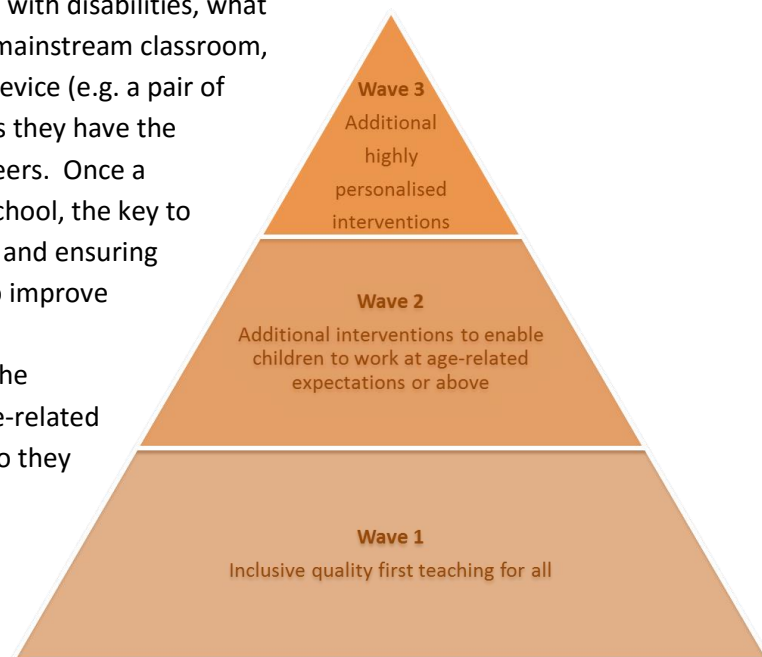 with disabilities, what
mainstream classroom,
evice (e.g. a pair of
s they have the
eers.  Once a
chool, the key to
and ensuring
o improve
he
e-related
o they
Wave 3
Additional
highly
personalised
interventions
Wave 2
Additional interventions to enable
children to work at age-related
expectations or above
Wave 1
Inclusive quality first teaching for all